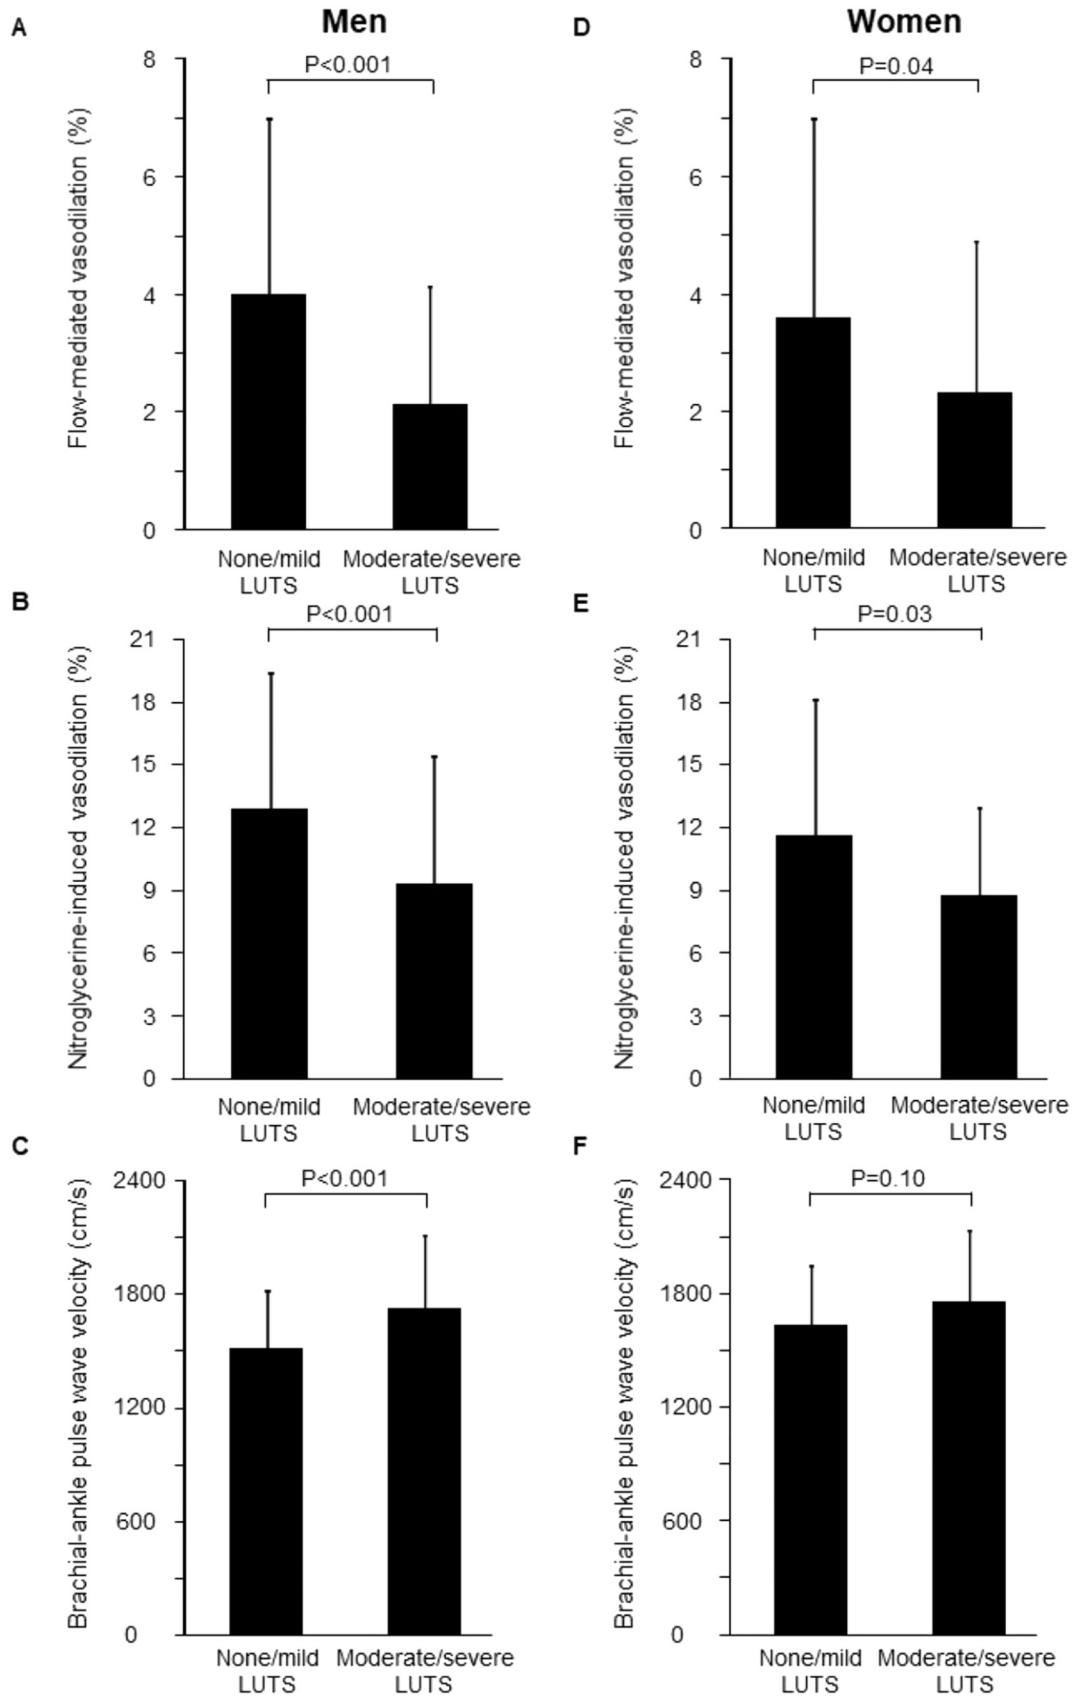 A
Men
Flow-mediated vasodilation (%)
8
6
4
2
0
P<0.001
None/mild
LUTS
Moderate/severe
LUTS
D
Women
Flow-mediated vasodilation (%)
8
6
4
2
0
P=0.04
None/mild
LUTS
Moderate/severe
LUTS
B
Nitroglycerine-induced vasodilation (%)
21
18
15
12
9
6
3
0
P<0.001
None/mild
LUTS
Moderate/severe
LUTS
E
Nitroglycerine-induced vasodilation (%)
21
18
15
12
9
6
3
0
P=0.03
None/mild
LUTS
Moderate/severe
LUTS
C
Brachial-ankle pulse wave velocity (cm/s)
2400
1800
1200
600
0
P<0.001
None/mild
LUTS
Moderate/severe
LUTS
F
Brachial-ankle pulse wave velocity (cm/s)
2400
1800
1200
600
0
P=0.10
None/mild
LUTS
Moderate/severe
LUTS